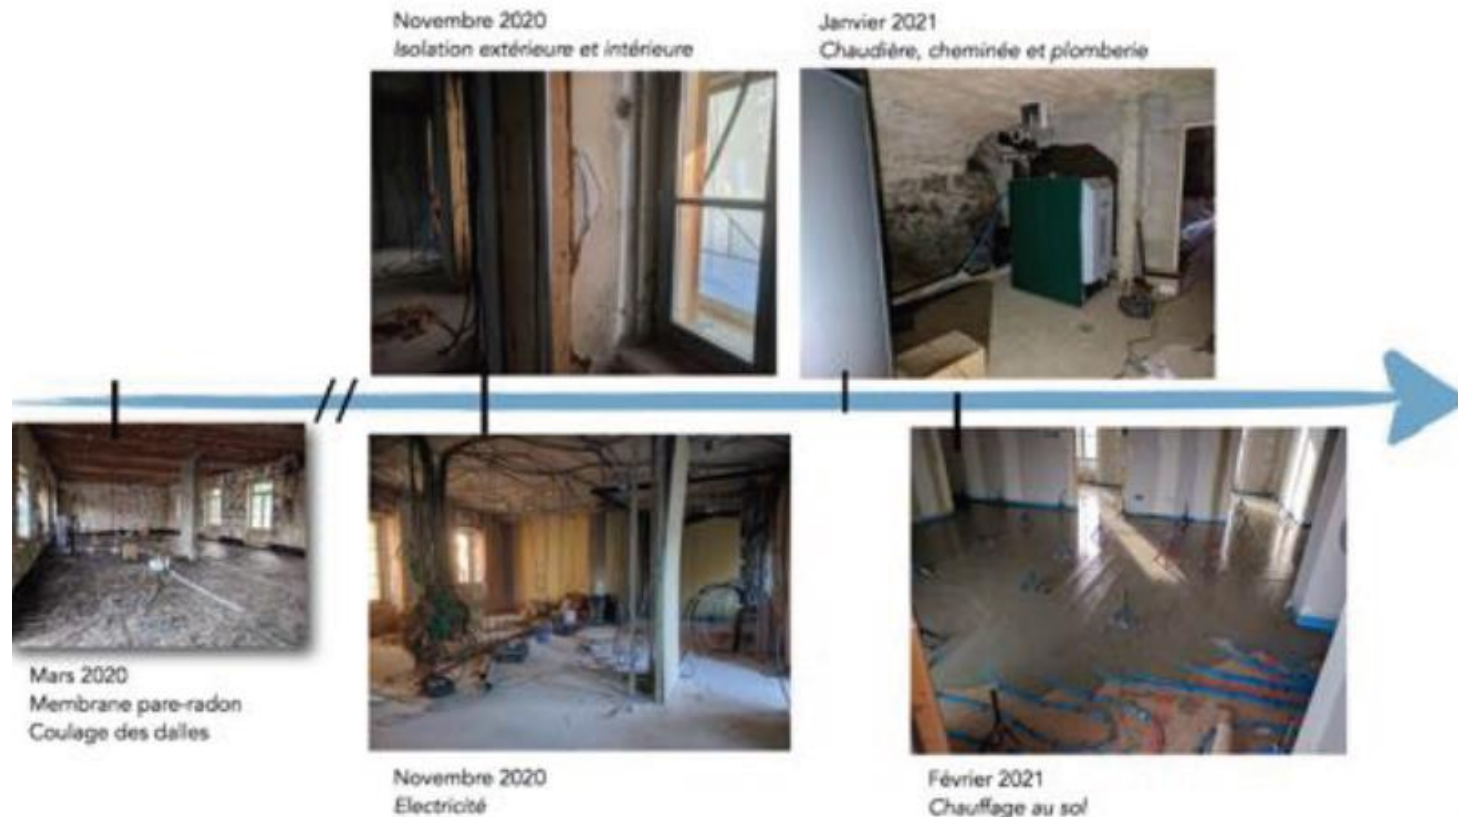 Novembre 2020
Isolation extérieure et intérieure
Janvier 2021
Chaudière, cheminée et plomberie
Mars 2020
Membrane pare-radon
Coulage des dalles
Novembre 2020
Electricité
Février 2021
Chauffage au sol